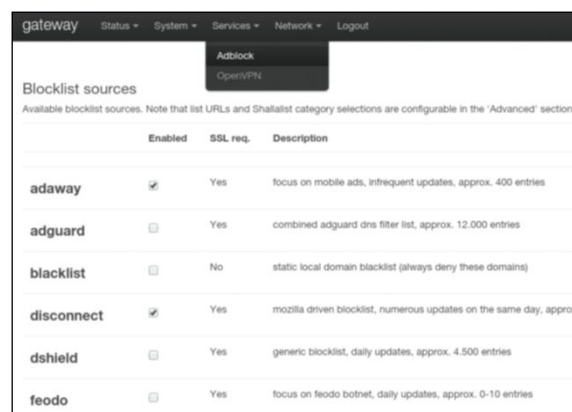 gateway Status System Services Network Logout
Adblock
OpenVPN
Blocklist sources
Available blocklist sources. Note that list URLs and Shallalist category selections are configurable in the 'Advanced' section
Enabled SSL req. Description
adaway Yes focus on mobile ads, infrequent updates, approx. 400 entries
adguard Yes combined adguard dns filter list, approx. 12.000 entries
blacklist No static local domain blacklist (always deny these domains)
disconnect Yes mozilla driven blocklist, numerous updates on the same day, appro
dshield Yes generic blocklist, daily updates, approx. 4.500 entries
feodo Yes focus on feodo botnet, daily updates, approx. 0-10 entries